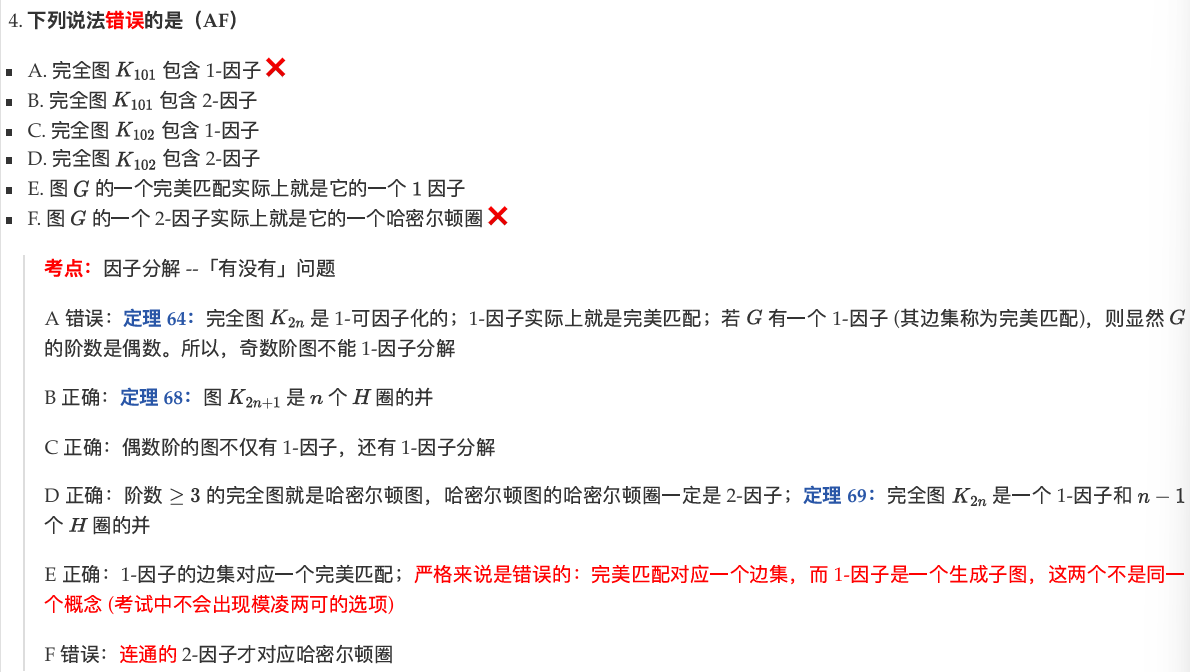 4. 下列说法错误的是（AF）
A. 完全图 K₁₀₁ 包含 1-因子 ❌
B. 完全图 K₁₀₁ 包含 2-因子
C. 完全图 K₁₀₂ 包含 1-因子
D. 完全图 K₁₀₂ 包含 2-因子
E. 图 G 的一个完美匹配实际上就是它的一个 1 因子
F. 图 G 的一个 2-因子实际上就是它的一个哈密尔顿圈 ❌
考点：因子分解 --「有没有」问题
A 错误：定理 64：完全图 K₂ₙ 是 1-可因子化的；1-因子实际上就是完美匹配；若 G 有一个 1-因子 (其边集称为完美匹配)，则显然 G
的阶数是偶数。所以，奇数阶图不能 1-因子分解
B 正确：定理 68：图 K₂ₙ₊₁ 是 n 个 H 圈的并
C 正确：偶数阶的图不仅有 1-因子，还有 1-因子分解
D 正确：阶数 ≥ 3 的完全图就是哈密尔顿图，哈密尔顿图的哈密尔顿圈一定是 2-因子；定理 69：完全图 K₂ₙ 是一个 1-因子和 n − 1
个 H 圈的并
E 正确：1-因子的边集对应一个完美匹配；严格来说是错误的：完美匹配对应一个边集，而 1-因子是一个生成子图，这两个不是同一
个概念 (考试中不会出现模凌两可的选项)
F 错误：连通的 2-因子才对应哈密尔顿圈